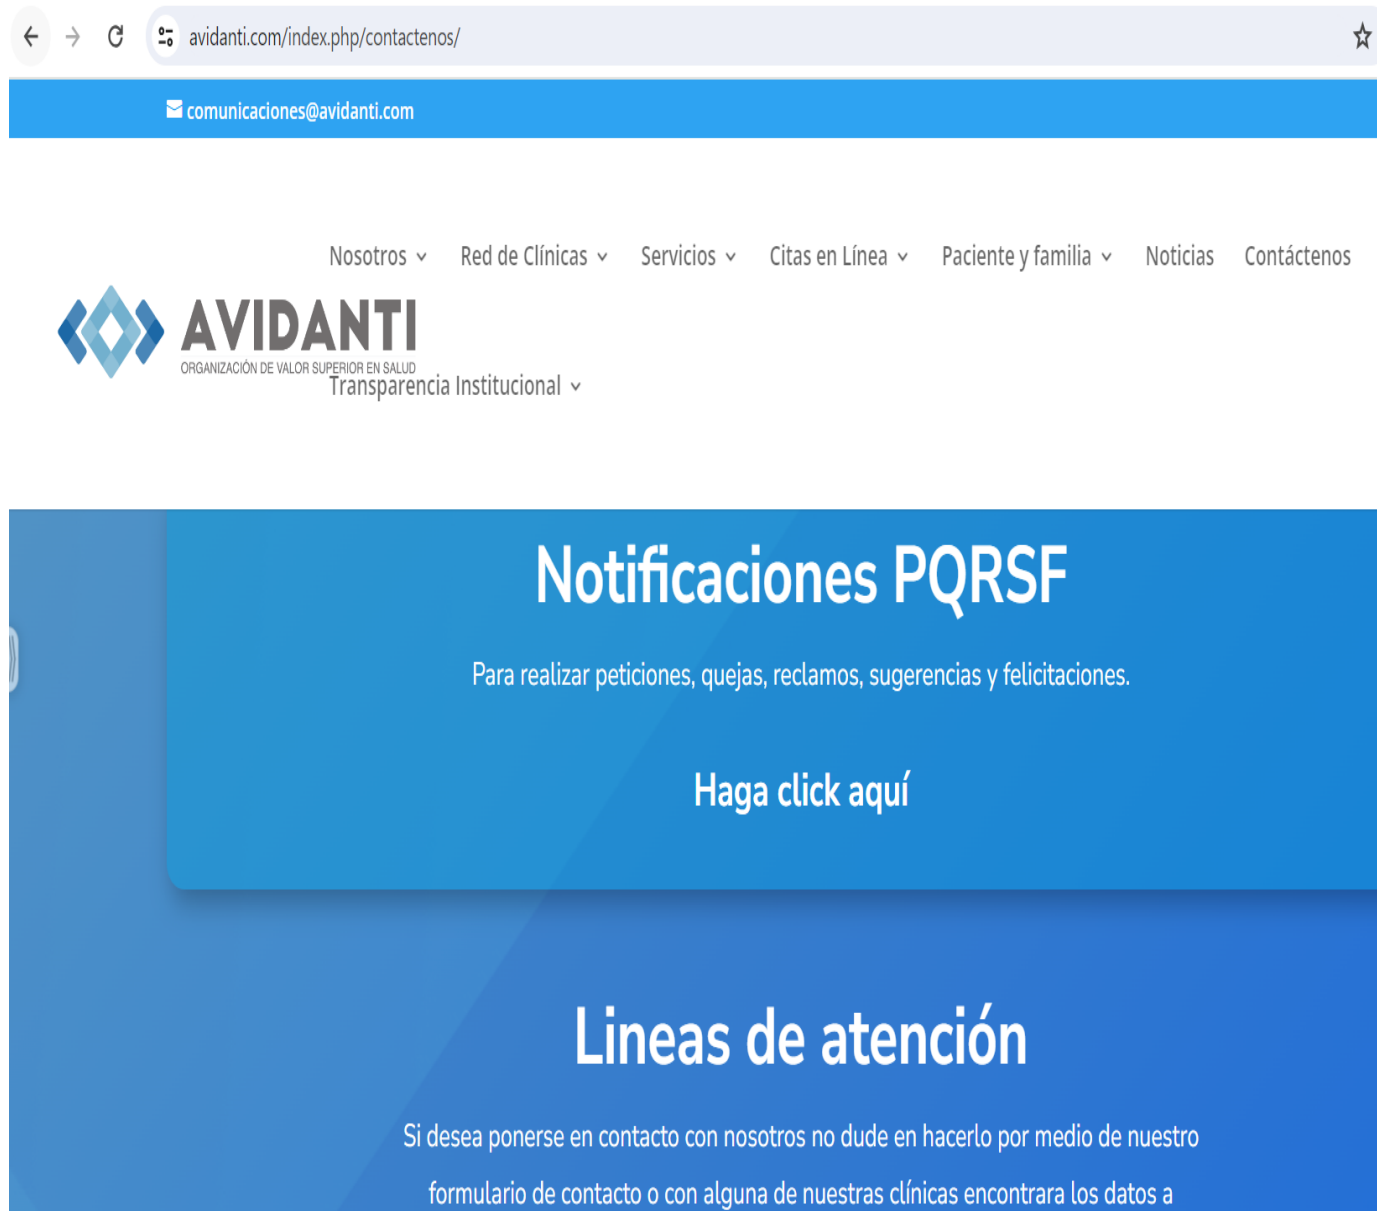 avidanti.com/index.php/contactenos/
comunicaciones@avidanti.com
Nosotros Red de Clínicas Servicios Citas en Línea Paciente y familia Noticias Contáctenos
AVIDANTI
ORGANIZACIÓN DE VALOR SUPERIOR EN SALUD
Transparencia Institucional
Notificaciones PQRSF
Para realizar peticiones, quejas, reclamos, sugerencias y felicitaciones.
Haga click aquí
Lineas de atención
Si desea ponerse en contacto con nosotros no dude en hacerlo por medio de nuestro
formulario de contacto o con alguna de nuestras clínicas encontrara los datos a